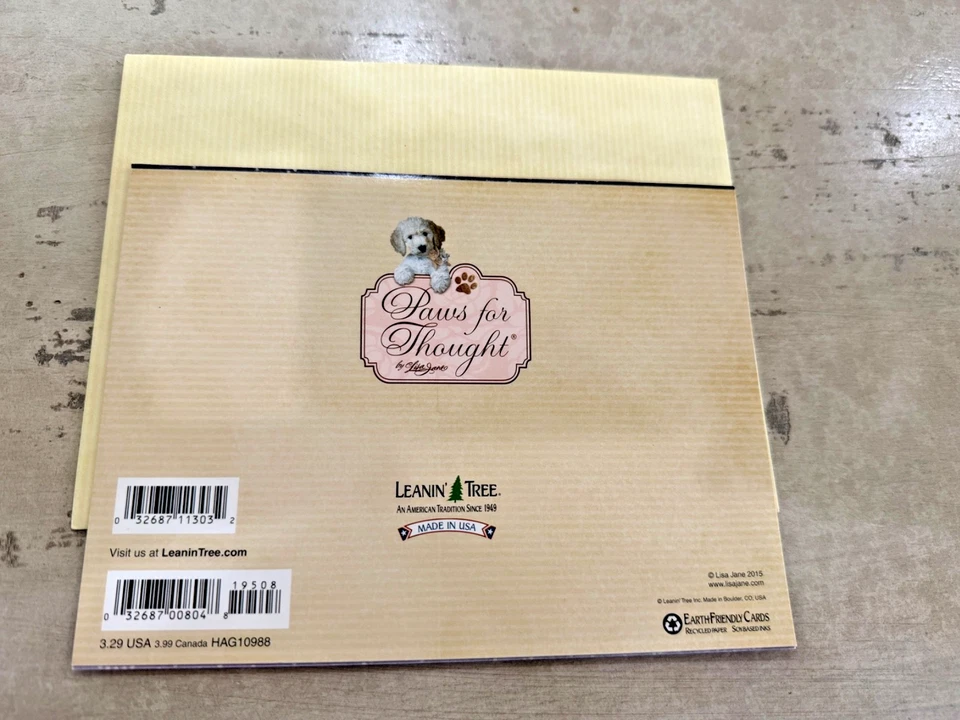 Paws for
Thought®
by Lisa Jane
LEANIN' TREE®
AN AMERICAN TRADITION SINCE 1949
MADE IN USA
0 32687 11303 2
Visit us at LeaninTree.com
19508
0 32687 00804 8
3.29 USA 3.99 Canada HAG10988
© Lisa Jane 2015
www.lisajane.com
© Leanin' Tree Inc. Made in Boulder, CO, USA
EARTHFRIENDLY CARDS
RECYCLED PAPER SOY BASED INKS